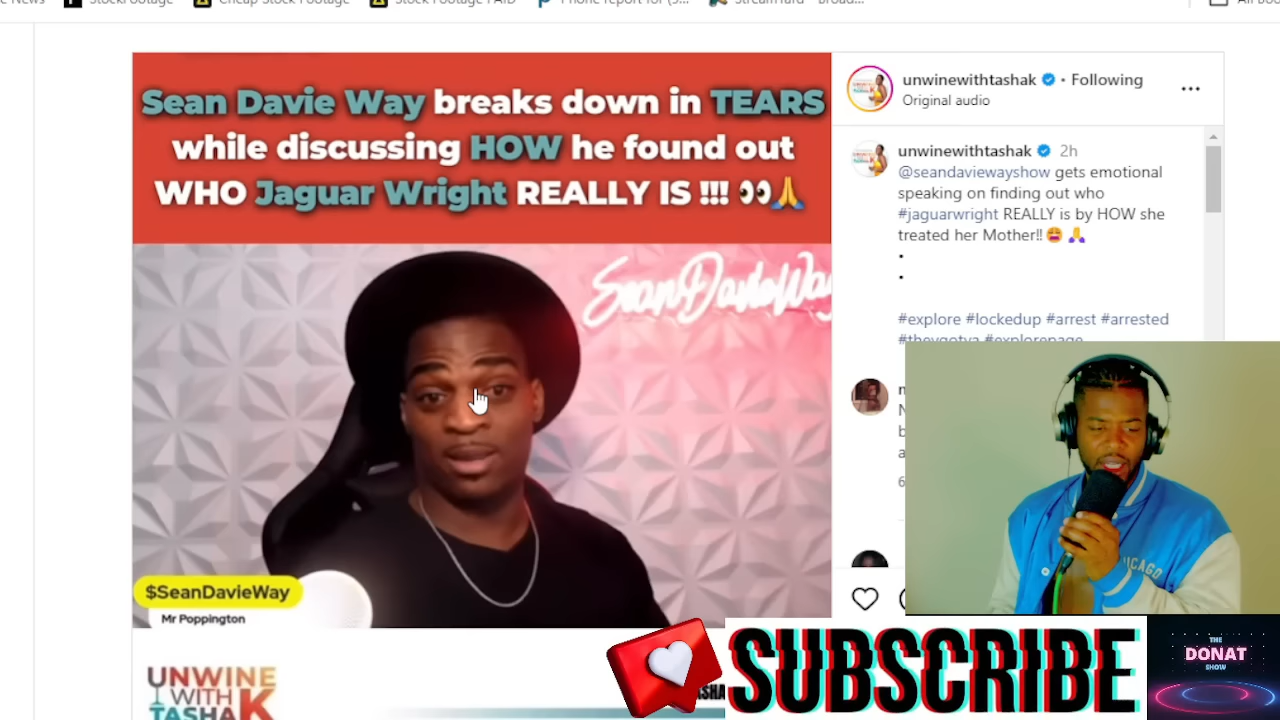 StockFootage
Cheap Stock Footage
Stock Footage PAID
Sean Davie Way breaks down in TEARS
while discussing HOW he found out
WHO Jaguar Wright REALLY IS !!! 👀🙏
SeanDavieWay
$SeanDavieWay
Mr Poppington
UNWINE
WITH
TASHA K
unwinewithtashak • Following
Original audio
unwinewithtashak 2h
@seandaviewayshow gets emotional
speaking on finding out who
#jaguarwright REALLY is by HOW she
treated her Mother!! 😩 🙏
.
.
#explore #lockedup #arrest #arrested
#theygotya #explorepage
CHICAGO
SUBSCRIBE
THE
DONAT
SHOW